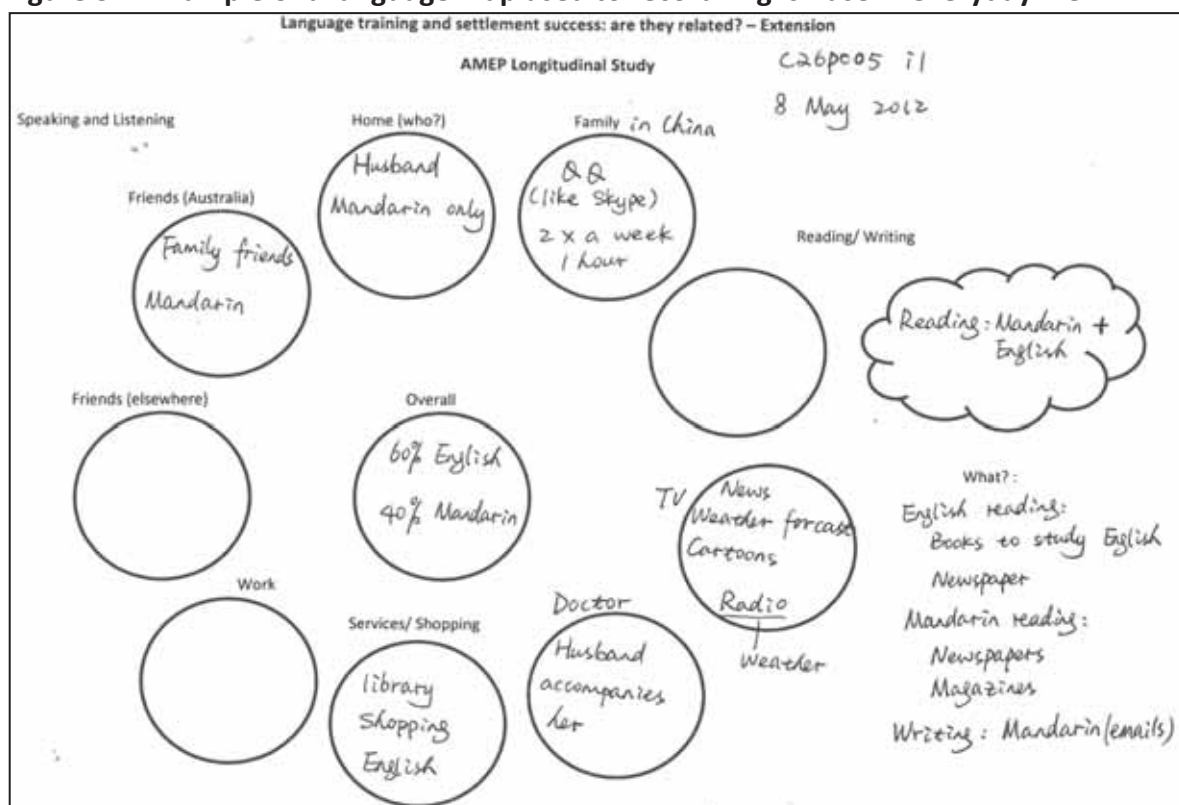 Language training and settlement success: are they related? – Extension
AMEP Longitudinal Study
C26P005 i1
8 May 2012
Speaking and Listening
Home (who?)
Husband
Mandarin only
Family in China
QQ
(like Skype)
2 x a week
1 hour
Friends (Australia)
Family friends
Mandarin
Reading/ Writing
Reading: Mandarin +
English
Friends (elsewhere)
Overall
60% English
40% Mandarin
TV
News
Weather forcast
Cartoons
Radio
Weather
What?:
English reading:
Books to study English
Newspaper
Mandarin reading:
Newspapers
Magazines
Writing: Mandarin (emails)
Work
Services/ Shopping
library
Shopping
English
Doctor
Husband
accompanies
her